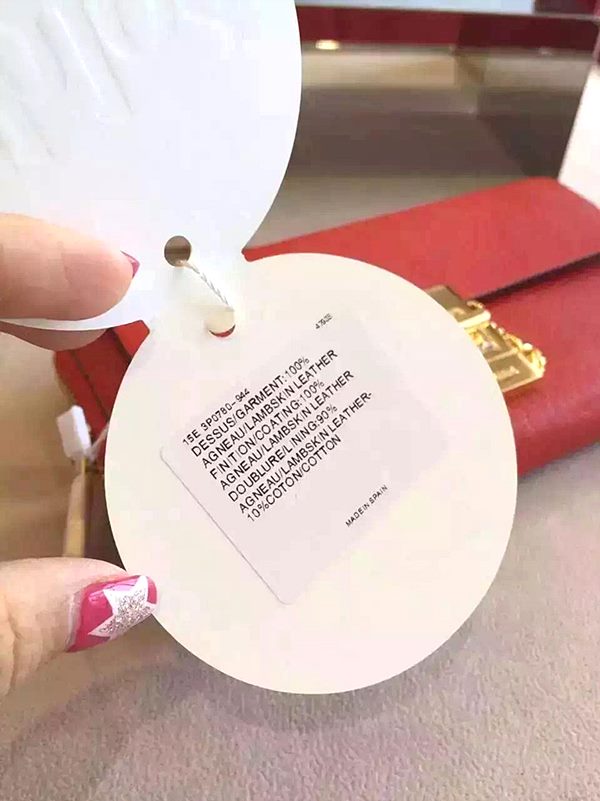 15E 3P0780-944
DESSUS/GARMENT:100%
AGNEAU/LAMBSKIN LEATHER
FINITION/COATING:100%
AGNEAU/LAMBSKIN LEATHER
DOUBLURE/LINING:90%
AGNEAU/LAMBSKIN LEATHER-
10%COTON/COTTON
MADE IN SPAIN